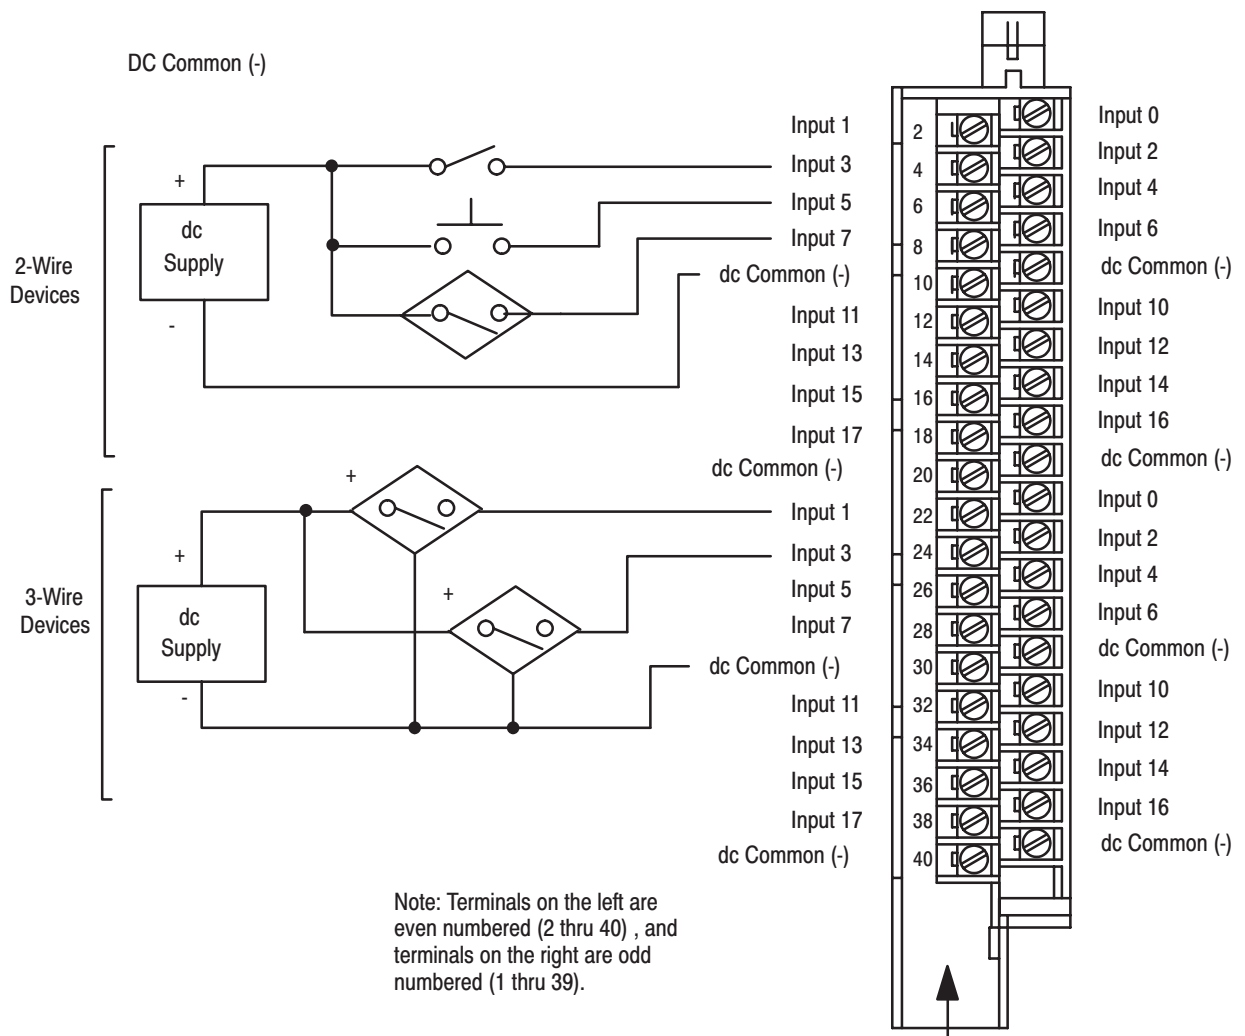 DC Common (-)
2-Wire
Devices
+
dc
Supply
-
3-Wire
Devices
+
dc
Supply
-
+
+
Input 1
Input 3
Input 5
Input 7
dc Common (-)
Input 11
Input 13
Input 15
Input 17
dc Common (-)
Input 1
Input 3
Input 5
Input 7
dc Common (-)
Input 11
Input 13
Input 15
Input 17
dc Common (-)
2
4
6
8
10
12
14
16
18
20
22
24
26
28
30
32
34
36
38
40
Input 0
Input 2
Input 4
Input 6
dc Common (-)
Input 10
Input 12
Input 14
Input 16
dc Common (-)
Input 0
Input 2
Input 4
Input 6
dc Common (-)
Input 10
Input 12
Input 14
Input 16
dc Common (-)
Note: Terminals on the left are
even numbered (2 thru 40) , and
terminals on the right are odd
numbered (1 thru 39).